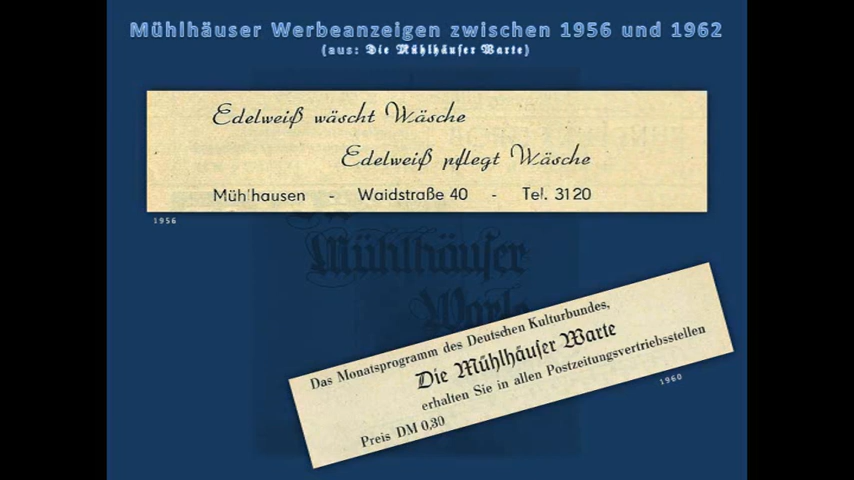 Mühlhäuser Werbeanzeigen zwischen 1956 und 1962
(aus: Die Mühlhäuser Warte)
Edelweiß wäscht Wäsche
Edelweiß pflegt Wäsche
Mühlhausen - Waidstraße 40 - Tel. 3120
1956
Mühlhäuser
Warte
Das Monatsprogramm des Deutschen Kulturbundes,
Die Mühlhäuser Warte
erhalten Sie in allen Postzeitungsvertriebsstellen
Preis DM 0,30
1960